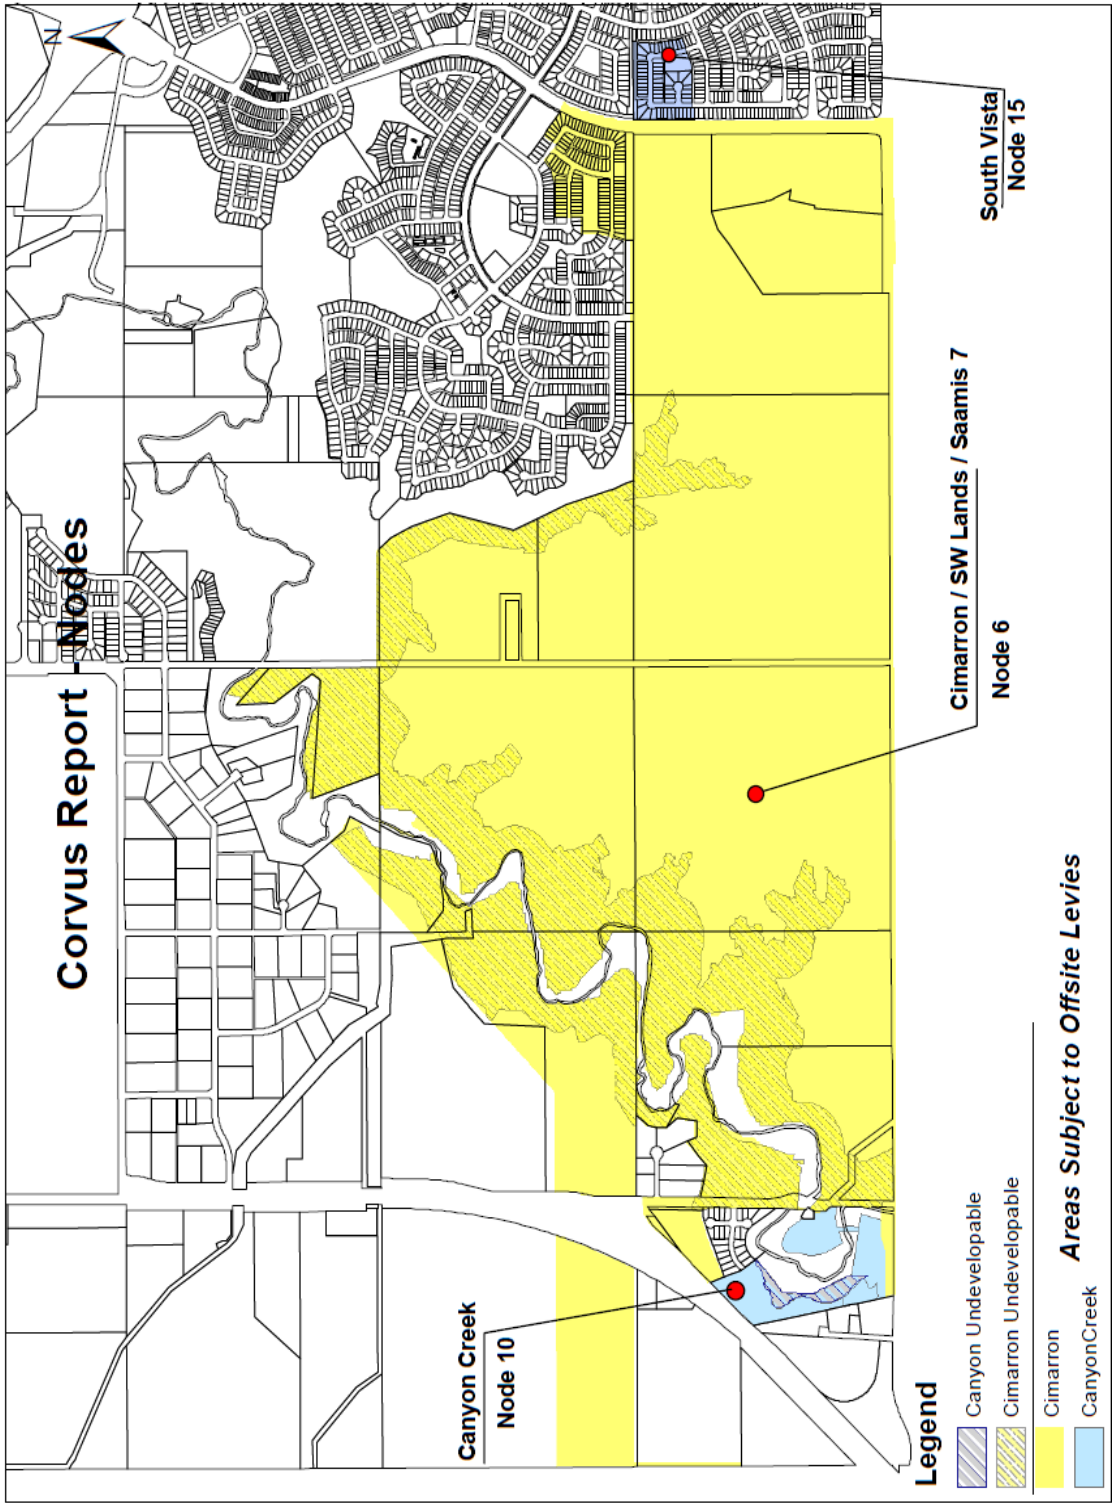 Corvus Report - Nodes
N
South Vista
Node 15
Cimarron / SW Lands / Saamis 7
Node 6
Canyon Creek
Node 10
Legend
Canyon Undevelopable
Cimarron Undevelopable
Areas Subject to Offsite Levies
Cimarron
CanyonCreek